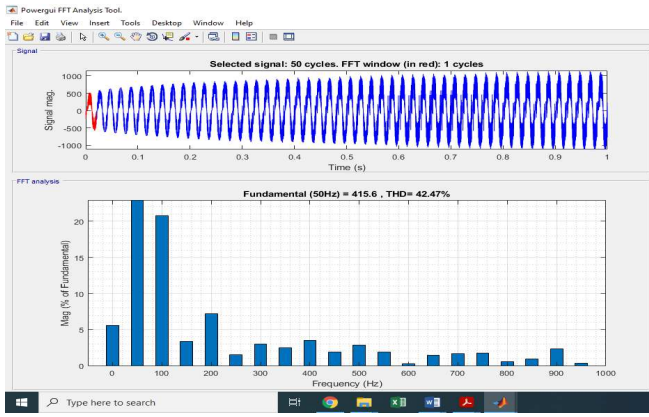 Powergui FFT Analysis Tool.
File Edit View Insert Tools Desktop Window Help
Signal
Selected signal: 50 cycles. FFT window (in red): 1 cycles
Signal mag.
1000
500
0
-500
-1000
0 0.1 0.2 0.3 0.4 0.5 0.6 0.7 0.8 0.9 1
Time (s)
FFT analysis
Fundamental (50Hz) = 415.6 , THD= 42.47%
Mag (% of Fundamental)
20
15
10
5
0
0 100 200 300 400 500 600 700 800 900 1000
Frequency (Hz)
Type here to search